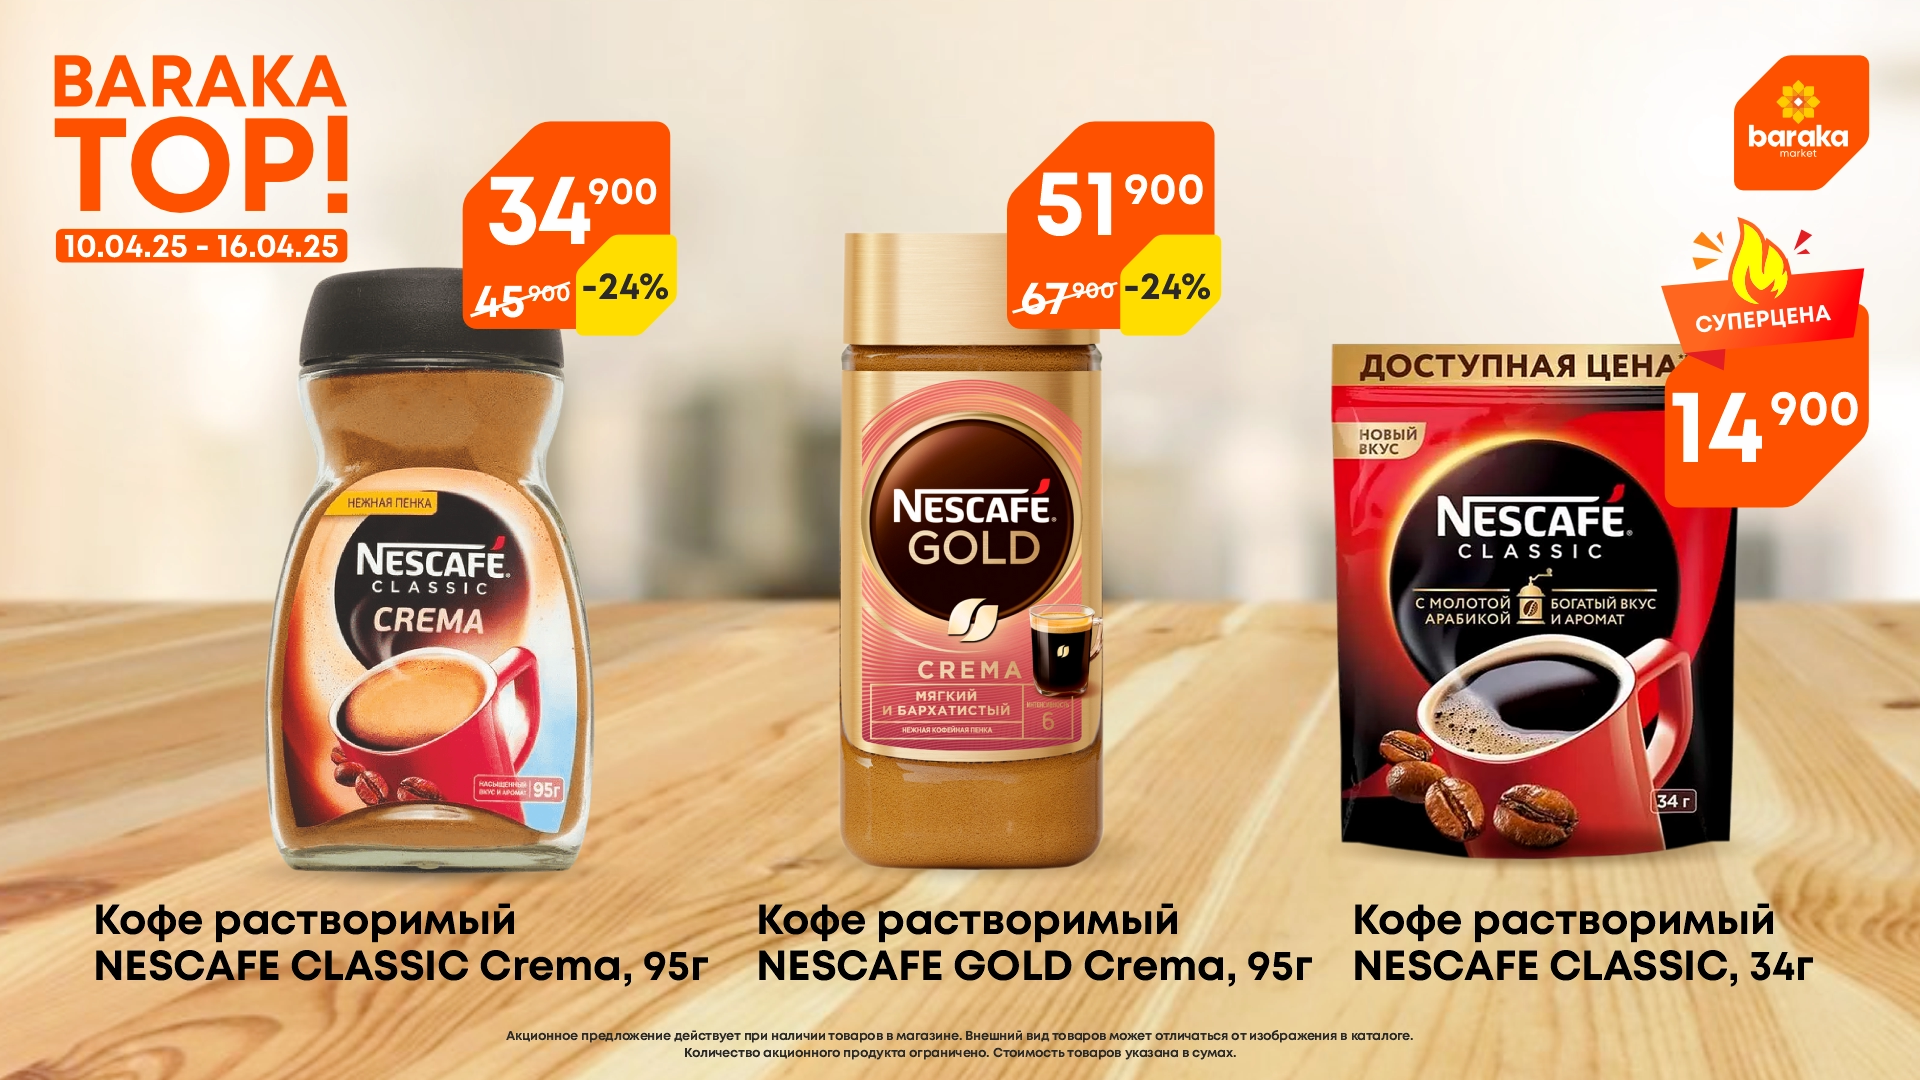 BARAKA
TOP!
10.04.25 - 16.04.25
baraka
market
34 900
45 900
-24%
51 900
67 900
-24%
СУПЕРЦЕНА
14 900
НЕЖНАЯ ПЕНКА
NESCAFÉ
CLASSIC
CREMA
НАСЫЩЕННЫЙ
ВКУС И АРОМАТ
95г
NESCAFÉ
GOLD
CREMA
МЯГКИЙ
И БАРХАТИСТЫЙ
НЕЖНАЯ КОФЕЙНАЯ ПЕНКА
ИНТЕНСИВНОСТЬ
6
ДОСТУПНАЯ ЦЕНА*
НОВЫЙ
ВКУС
NESCAFÉ
CLASSIC
С МОЛОТОЙ
АРАБИКОЙ
БОГАТЫЙ ВКУС
И АРОМАТ
34 г
Кофе растворимый
NESCAFE CLASSIC Crema, 95г
Кофе растворимый
NESCAFE GOLD Crema, 95г
Кофе растворимый
NESCAFE CLASSIC, 34г
Акционное предложение действует при наличии товаров в магазине. Внешний вид товаров может отличаться от изображения в каталоге.
Количество акционного продукта ограничено. Стоимость товаров указана в сумах.